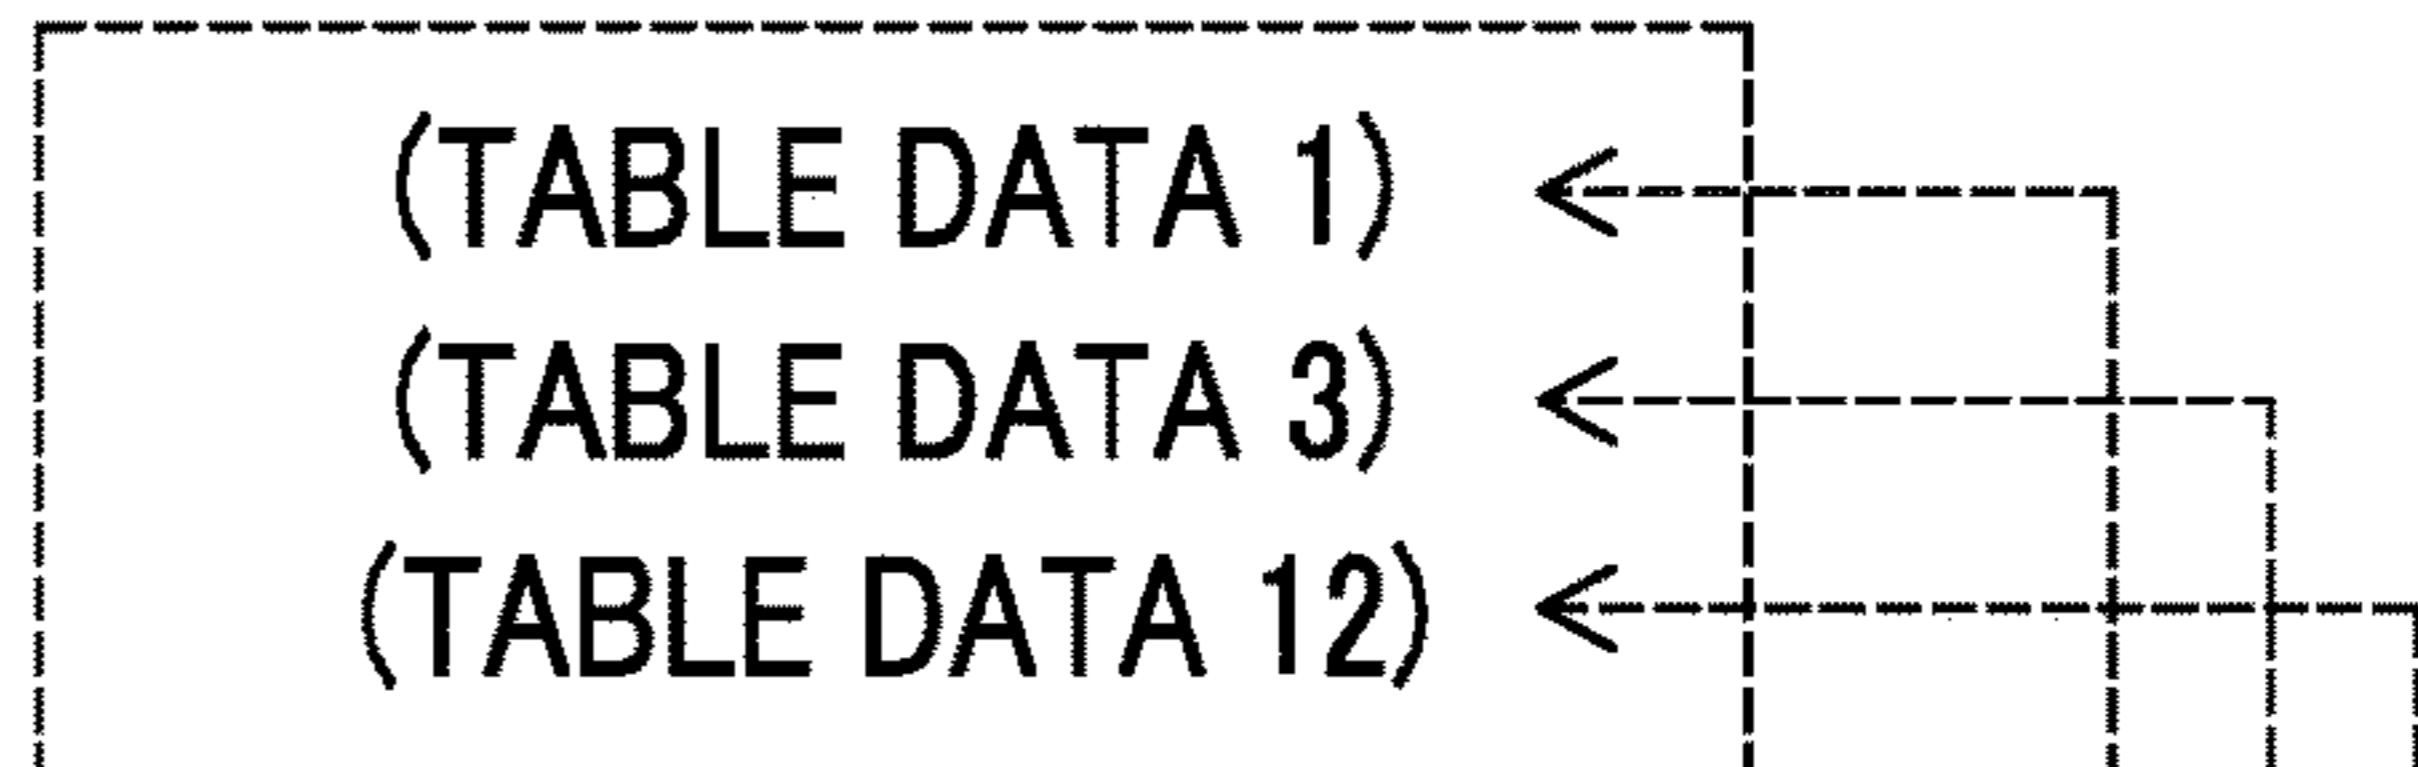 (TABLE DATA 1)
(TABLE DATA 3)
(TABLE DATA 12)